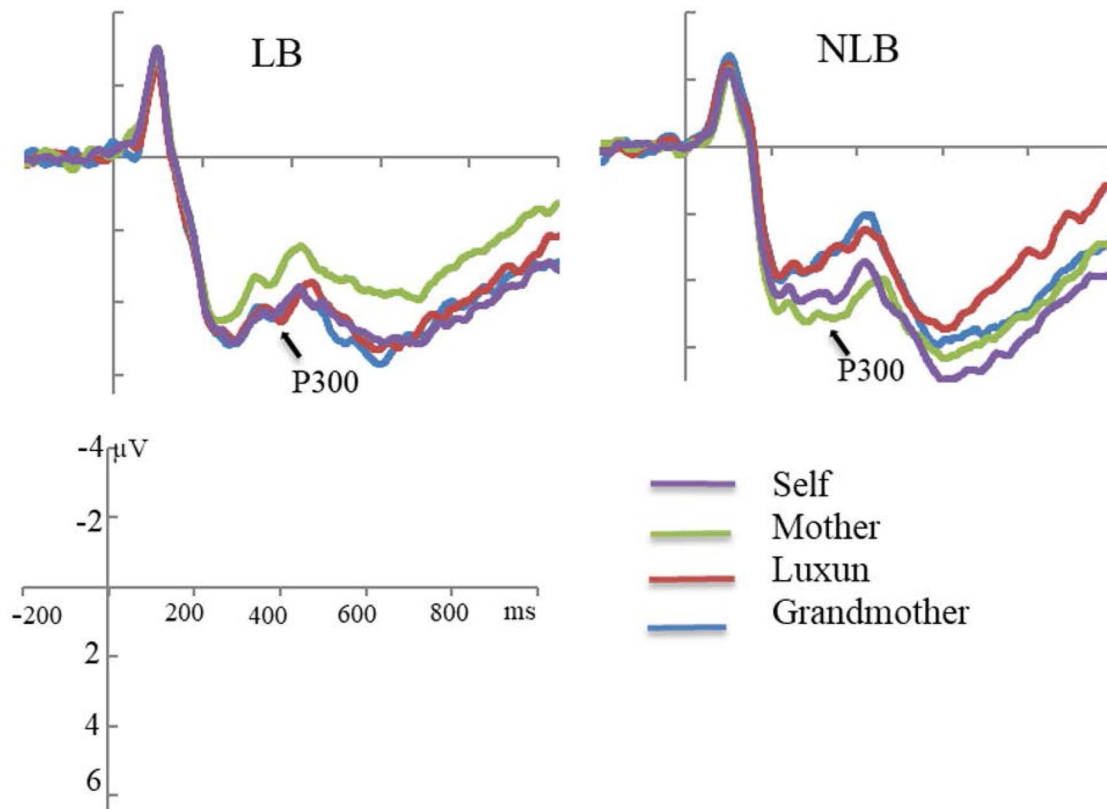 LB
NLB
P300
P300
-4 μV
-2
-200 200 400 600 800 ms
2
4
6
Self
Mother
Luxun
Grandmother